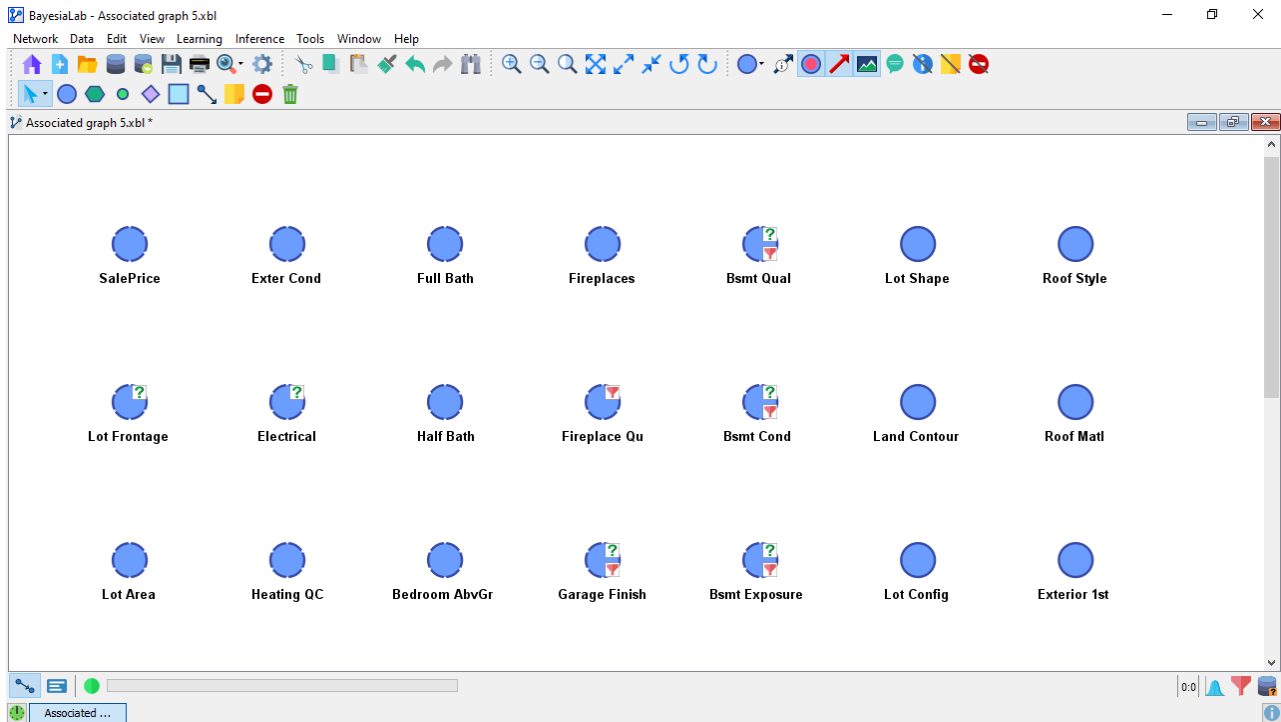 BayesiaLab - Associated graph 5.xbl
Network Data Edit View Learning Inference Tools Window Help
Associated graph 5.xbl *
SalePrice Exter Cond Full Bath Fireplaces Bsmt Qual Lot Shape Roof Style
Lot Frontage Electrical Half Bath Fireplace Qu Bsmt Cond Land Contour Roof Matl
Lot Area Heating QC Bedroom AbvGr Garage Finish Bsmt Exposure Lot Config Exterior 1st
0:0
Associated ...